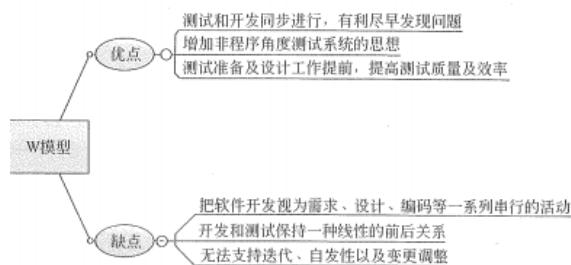 测试和开发同步进行，有利尽早发现问题
优点
增加非程序角度测试系统的思想
测试准备及设计工作提前，提高测试质量及效率
W模型
把软件开发视为需求、设计、编码等一系列串行的活动
缺点
开发和测试保持一种线性的前后关系
无法支持迭代、自发性以及变更调整